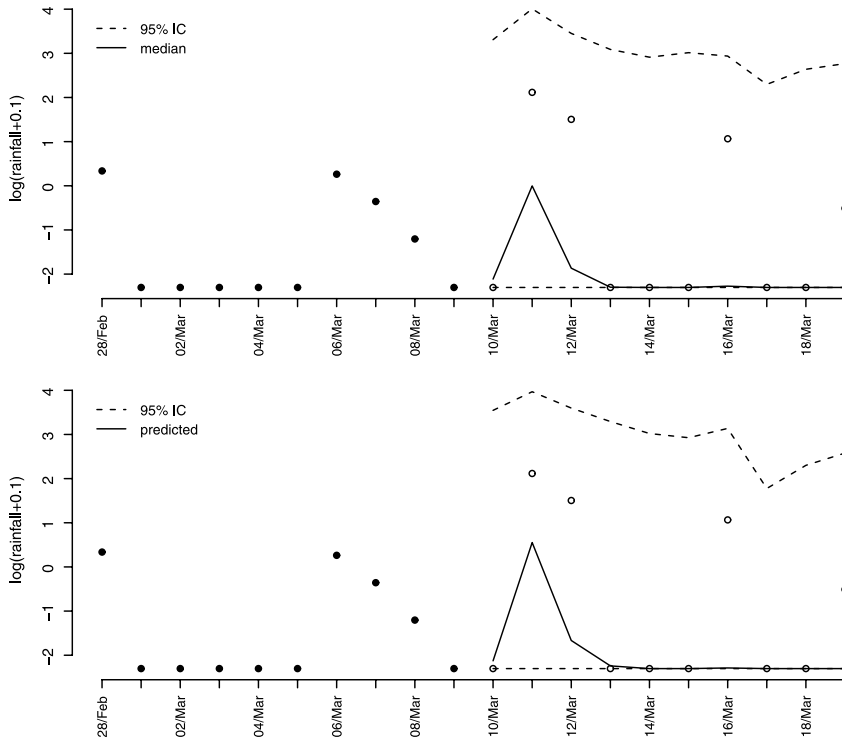 4
3
2
1
0
−1
−2
log(rainfall+0.1)
95% IC
median
28/Feb
02/Mar
04/Mar
06/Mar
08/Mar
10/Mar
12/Mar
14/Mar
16/Mar
18/Mar
4
3
2
1
0
−1
−2
log(rainfall+0.1)
95% IC
predicted
28/Feb
02/Mar
04/Mar
06/Mar
08/Mar
10/Mar
12/Mar
14/Mar
16/Mar
18/Mar